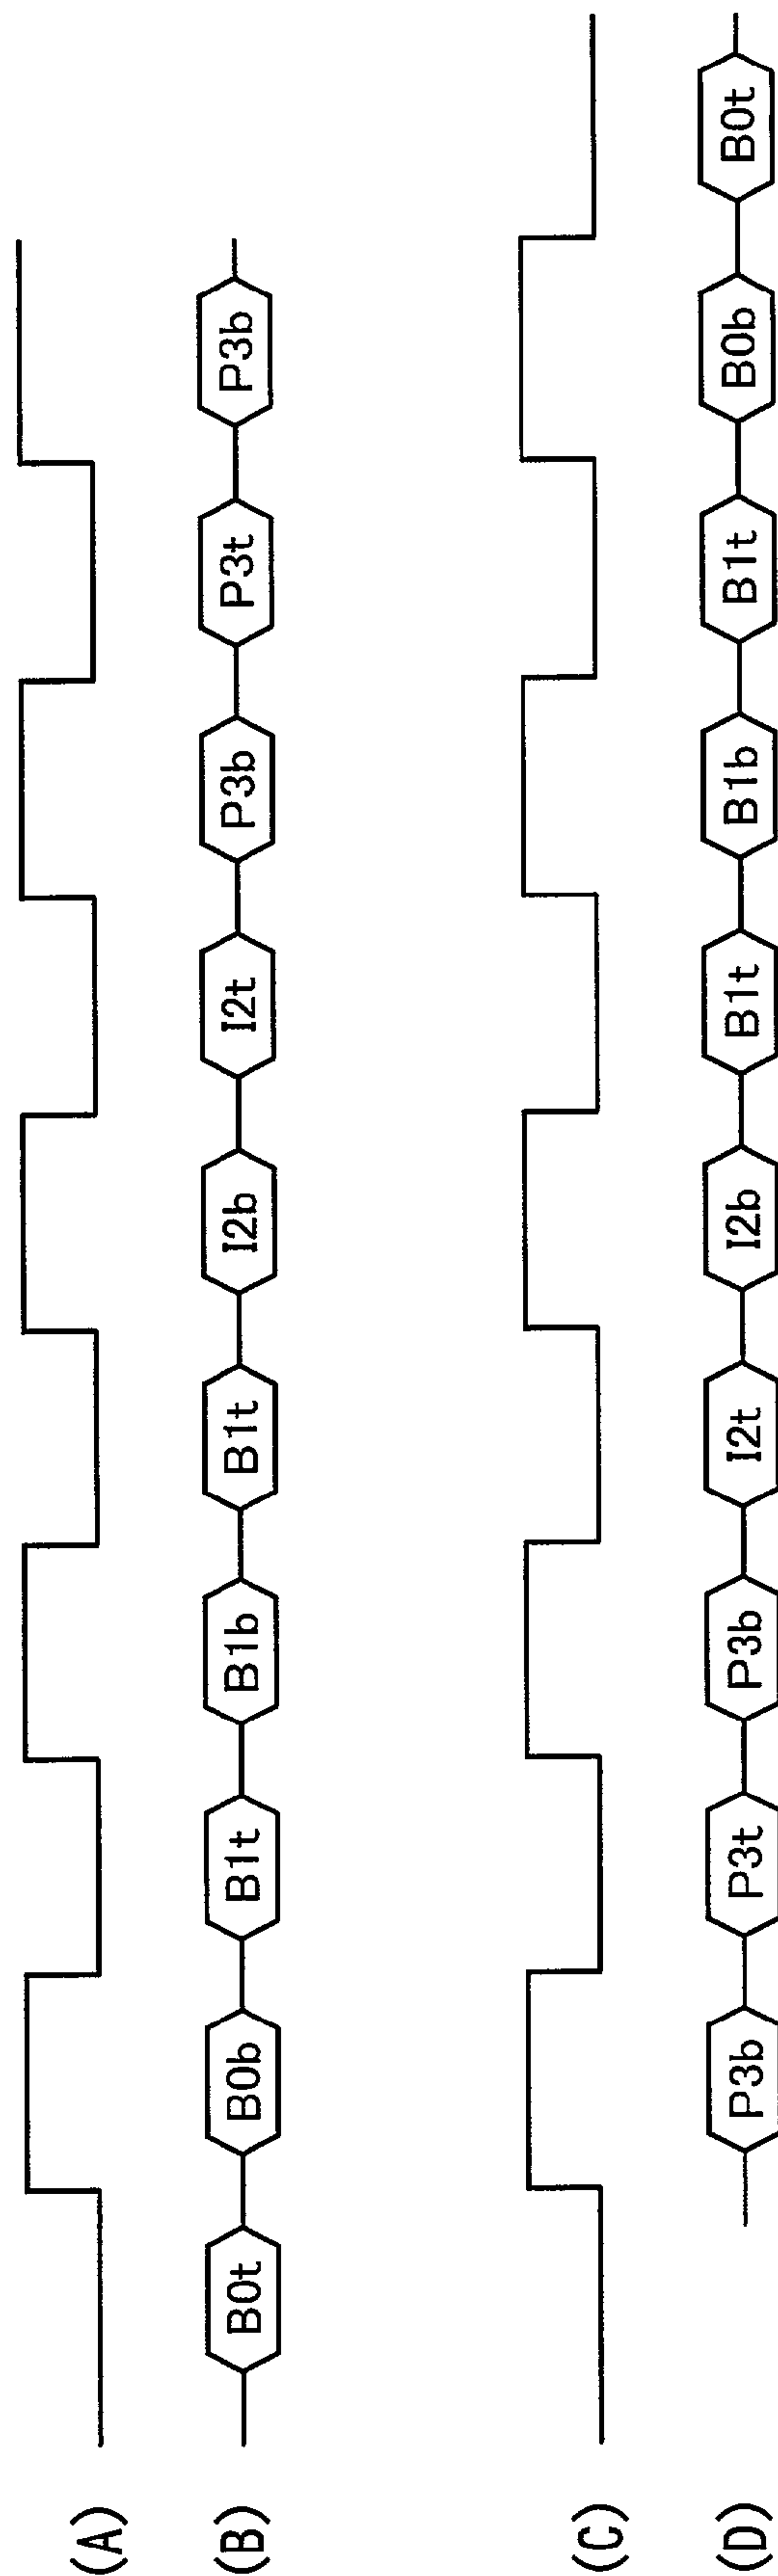 (A)
(B) B0t B0b B1t B1b B1t I2b I2t P3b P3t P3b
(C)
(D) P3b P3t P3b I2t I2b B1t B1b B1t B0b B0t